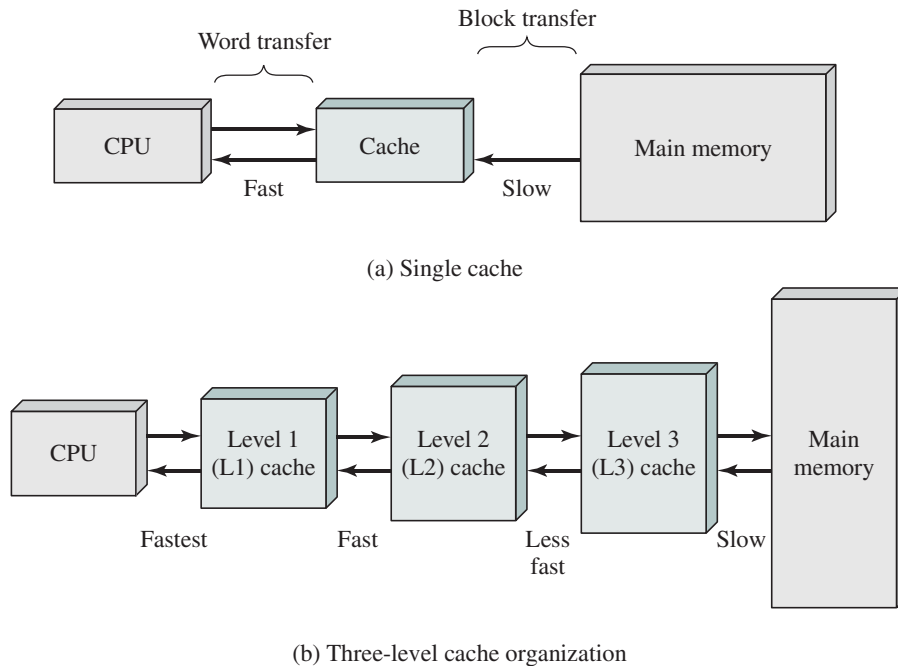 Block transfer
Word transfer
CPU
Cache
Main memory
Fast
Slow
(a) Single cache
CPU
Level 1
(L1) cache
Level 2
(L2) cache
Level 3
(L3) cache
Main
memory
Fastest
Fast
Less
fast
Slow
(b) Three-level cache organization